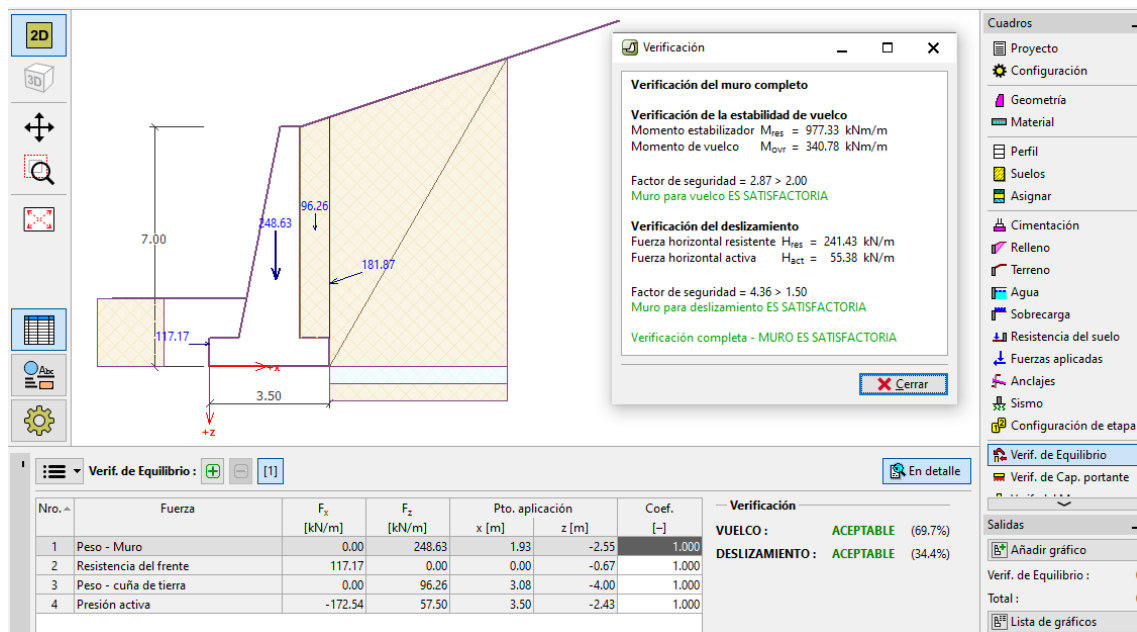 2D
3D
7.00
248.63
96.26
181.87
117.17
+x
3.50
+z
Verificación
Verificación del muro completo
Verificación de la estabilidad de vuelco
Momento estabilizador Mres = 977.33 kNm/m
Momento de vuelco Movr = 340.78 kNm/m
Factor de seguridad = 2.87 > 2.00
Muro para vuelco ES SATISFACTORIA
Verificación del deslizamiento
Fuerza horizontal resistente Hres = 241.43 kN/m
Fuerza horizontal activa Hact = 55.38 kN/m
Factor de seguridad = 4.36 > 1.50
Muro para deslizamiento ES SATISFACTORIA
Verificación completa - MURO ES SATISFACTORIA
Cerrar
Cuadros
Proyecto
Configuración
Geometría
Material
Perfil
Suelos
Asignar
Cimentación
Relleno
Terreno
Agua
Sobrecarga
Resistencia del suelo
Fuerzas aplicadas
Anclajes
Sismo
Configuración de etapa
Verif. de Equilibrio
Verif. de Cap. portante
Salidas
Añadir gráfico
Verif. de Equilibrio :
Total :
Lista de gráficos
Abc
Verif. de Equilibrio :
[1]
En detalle
Nro. Fuerza Fx Fz Pto. aplicación Coef.
[kN/m] [kN/m] x [m] z [m] [–]
1 Peso - Muro 0.00 248.63 1.93 -2.55 1.000
2 Resistencia del frente 117.17 0.00 0.00 -0.67 1.000
3 Peso - cuña de tierra 0.00 96.26 3.08 -4.00 1.000
4 Presión activa -172.54 57.50 3.50 -2.43 1.000
Verificación
VUELCO : ACEPTABLE (69.7%)
DESLIZAMIENTO : ACEPTABLE (34.4%)